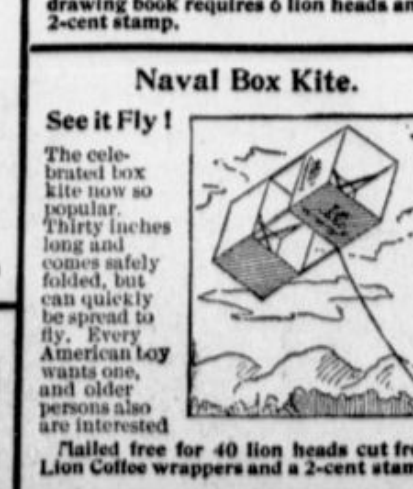 drawing book requires 6 lion heads an
2-cent stamp.
Naval Box Kite.
See it Fly !
The cele-
brated box
kite now so
popular.
Thirty inches
long and
comes safely
folded, but
can quickly
be spread to
fly. Every
American boy
wants one,
and older
persons also
are interested
Mailed free for 40 lion heads cut fr
Lion Coffee wrappers and a 2-cent stam